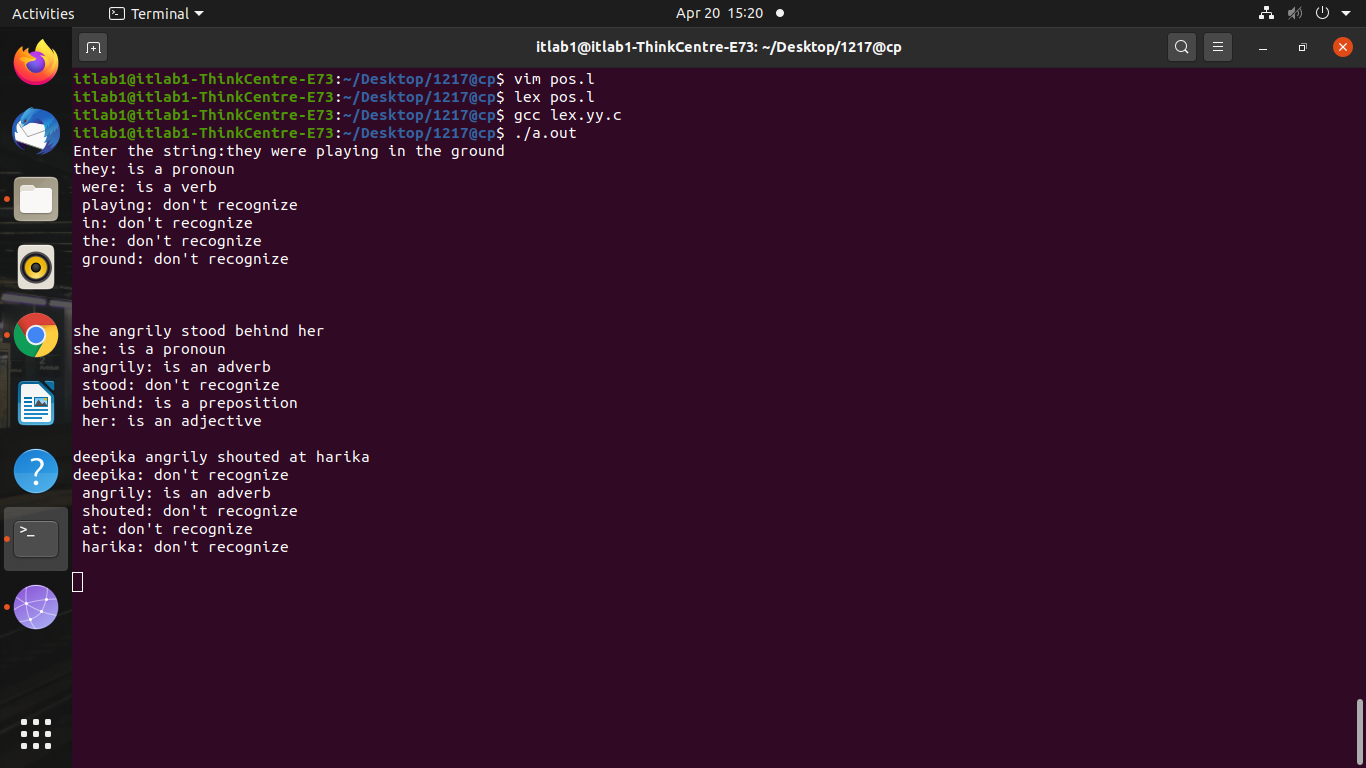 Activities Terminal Apr 20 15:20
itlab1@itlab1-ThinkCentre-E73: ~/Desktop/1217@cp
itlab1@itlab1-ThinkCentre-E73:~/Desktop/1217@cp$ vim pos.l
itlab1@itlab1-ThinkCentre-E73:~/Desktop/1217@cp$ lex pos.l
itlab1@itlab1-ThinkCentre-E73:~/Desktop/1217@cp$ gcc lex.yy.c
itlab1@itlab1-ThinkCentre-E73:~/Desktop/1217@cp$ ./a.out
Enter the string:they were playing in the ground
they: is a pronoun
 were: is a verb
 playing: don't recognize
 in: don't recognize
 the: don't recognize
 ground: don't recognize
she angrily stood behind her
she: is a pronoun
 angrily: is an adverb
 stood: don't recognize
 behind: is a preposition
 her: is an adjective
deepika angrily shouted at harika
deepika: don't recognize
 angrily: is an adverb
 shouted: don't recognize
 at: don't recognize
 harika: don't recognize